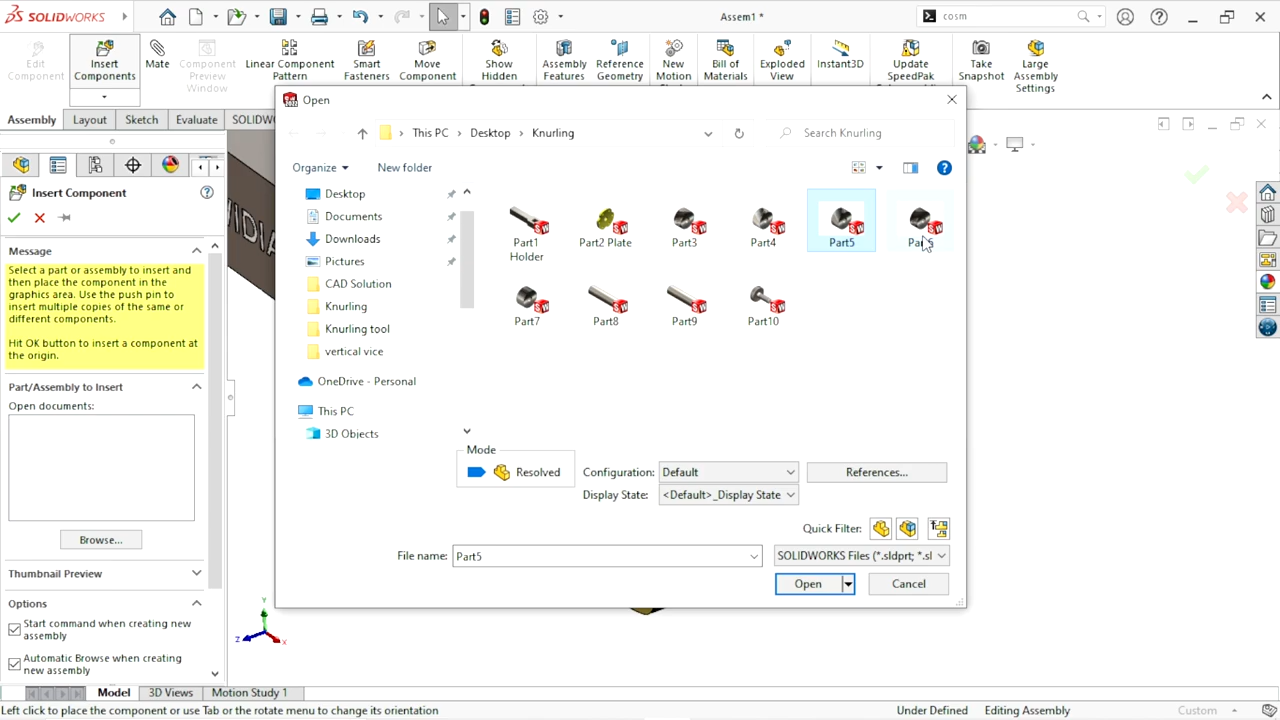 SOLIDWORKS
Assem1 *
cosm
Edit Component
Insert Components
Mate
Component Preview Window
Linear Component Pattern
Smart Fasteners
Move Component
Show Hidden
Assembly Features
Reference Geometry
New Motion
Bill of Materials
Exploded View
Instant3D
Update SpeedPak
Take Snapshot
Large Assembly Settings
Assembly
Layout
Sketch
Evaluate
SOLIDWO
Insert Component
Message
Select a part or assembly to insert and
then place the component in the
graphics area. Use the push pin to
insert multiple copies of the same or
different components.
Hit OK button to insert a component at
the origin.
Part/Assembly to Insert
Open documents:
Browse...
Thumbnail Preview
Options
Start command when creating new
assembly
Automatic Browse when creating
new assembly
VIDIA
Open
This PC > Desktop > Knurling
Search Knurling
Organize
New folder
Desktop
Documents
Downloads
Pictures
CAD Solution
Knurling
Knurling tool
vertical vice
OneDrive - Personal
This PC
3D Objects
Part1
Holder
Part2 Plate
Part3
Part4
Part5
Part7
Part8
Part9
Part10
Mode
Resolved
Configuration:
Default
References...
Display State:
<Default>_Display State
Quick Filter:
File name:
Part5
SOLIDWORKS Files (*.sldprt; *.sl
Open
Cancel
Y
Z
X
Model
3D Views
Motion Study 1
Left click to place the component or use Tab or the rotate menu to change its orientation
Under Defined
Editing Assembly
Custom